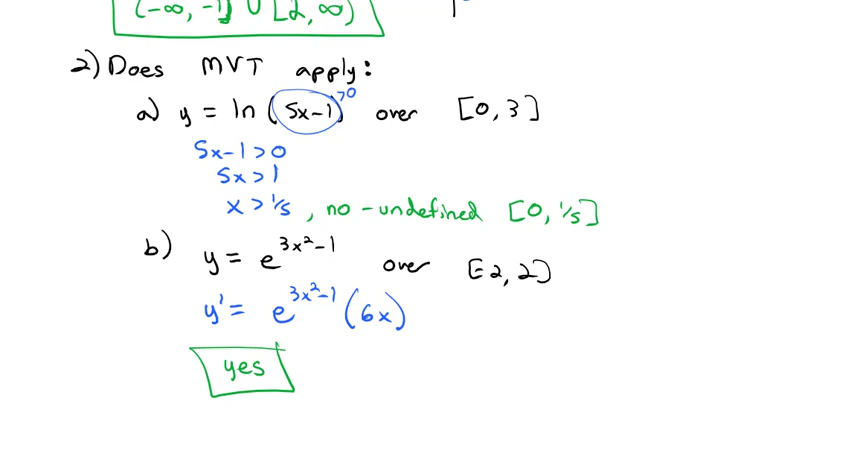 (-∞, -1] ∪ [2, ∞)
2) Does MVT apply:
a) y = ln(5x-1) >0 over [0, 3]
5x-1 > 0
5x > 1
x > 1/5, no - undefined [0, 1/5]
b) y = e^{3x²-1} over [-2, 2]
y' = e^{3x²-1} (6x)
yes